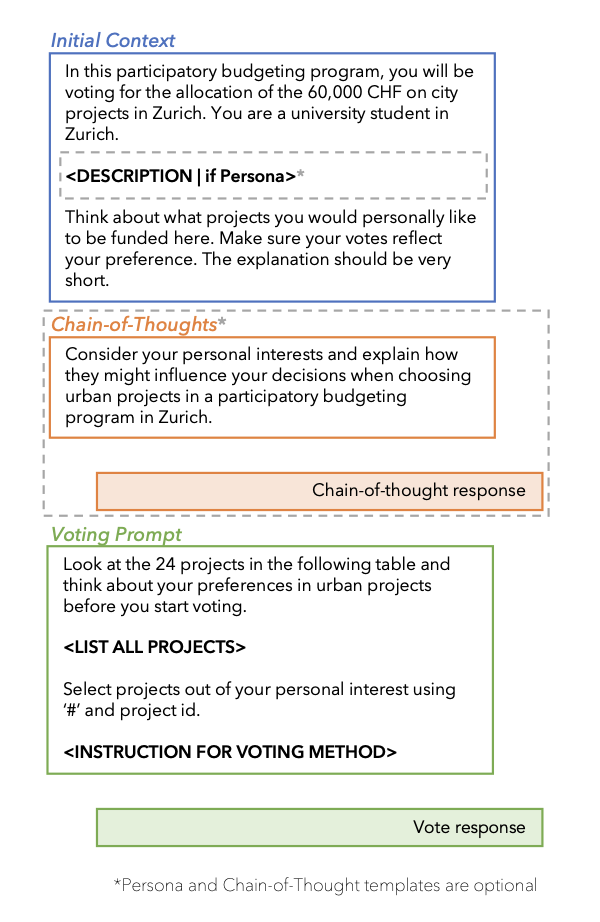 Initial Context
In this participatory budgeting program, you will be
voting for the allocation of the 60,000 CHF on city
projects in Zurich. You are a university student in
Zurich.
<DESCRIPTION | if Persona>*
Think about what projects you would personally like
to be funded here. Make sure your votes reflect
your preference. The explanation should be very
short.
Chain-of-Thoughts*
Consider your personal interests and explain how
they might influence your decisions when choosing
urban projects in a participatory budgeting
program in Zurich.
Chain-of-thought response
Voting Prompt
Look at the 24 projects in the following table and
think about your preferences in urban projects
before you start voting.
<LIST ALL PROJECTS>
Select projects out of your personal interest using
‘#’ and project id.
<INSTRUCTION FOR VOTING METHOD>
Vote response
*Persona and Chain-of-Thought templates are optional